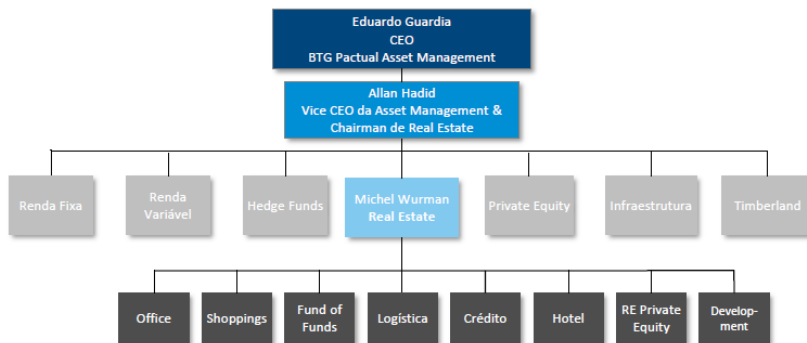 Eduardo Guardia
CEO
BTG Pactual Asset Management
Allan Hadid
Vice CEO da Asset Management &
Chairman de Real Estate
Renda Fixa
Renda
Variável
Hedge Funds
Michel Wurman
Real Estate
Private Equity
Infraestrutura
Timberland
Office
Shoppings
Fund of
Funds
Logística
Crédito
Hotel
RE Private
Equity
Develop-
ment